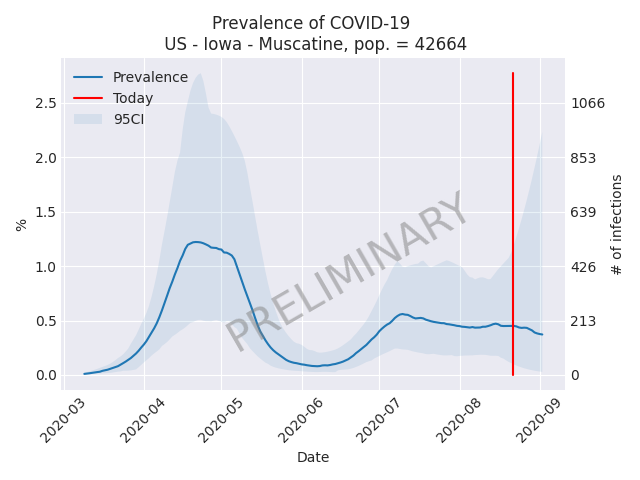 Prevalence of COVID-19
US - Iowa - Muscatine, pop. = 42664
Prevalence
Today
95CI
2.5
2.0
1.5
1.0
0.5
0.0
%
1066
853
639
426
213
0
# of infections
PRELIMINARY
2020-03
2020-04
2020-05
2020-06
2020-07
2020-08
2020-09
Date